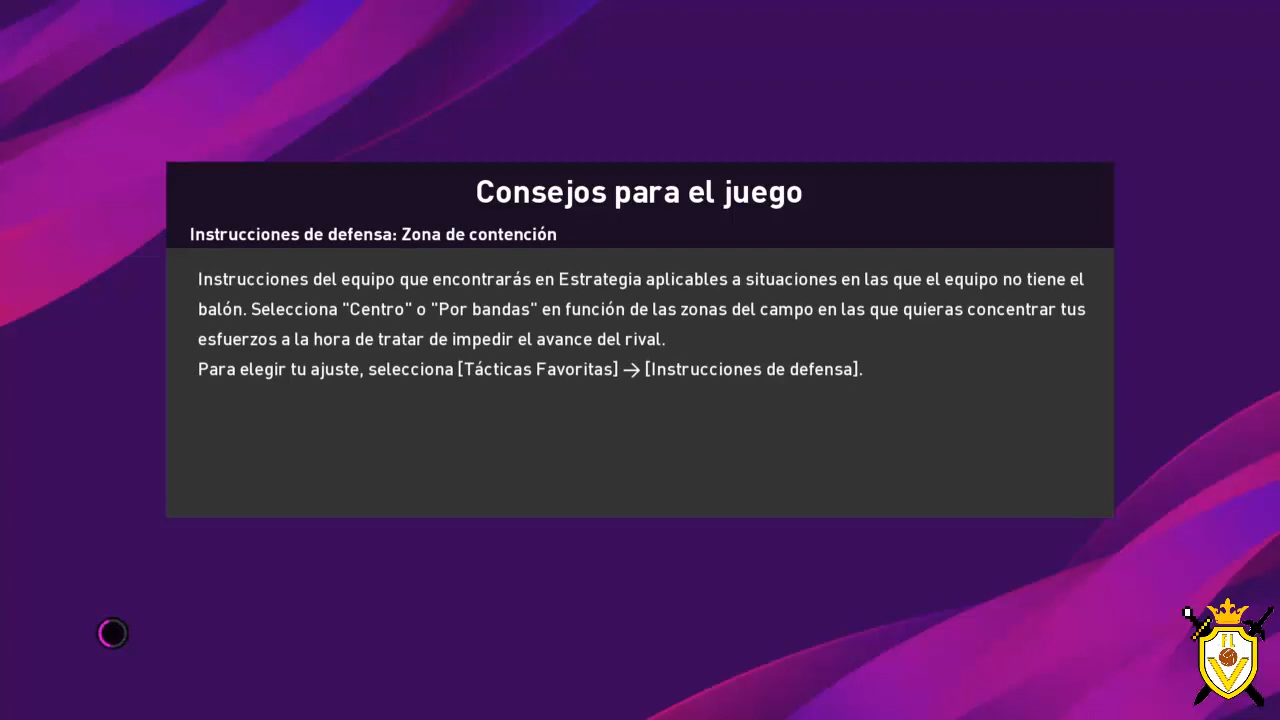 Consejos para el juego
Instrucciones de defensa: Zona de contención
Instrucciones del equipo que encontrarás en Estrategia aplicables a situaciones en las que el equipo no tiene el
balón. Selecciona "Centro" o "Por bandas" en función de las zonas del campo en las que quieras concentrar tus
esfuerzos a la hora de tratar de impedir el avance del rival.
Para elegir tu ajuste, selecciona [Tácticas Favoritas] → [Instrucciones de defensa].
FL
V